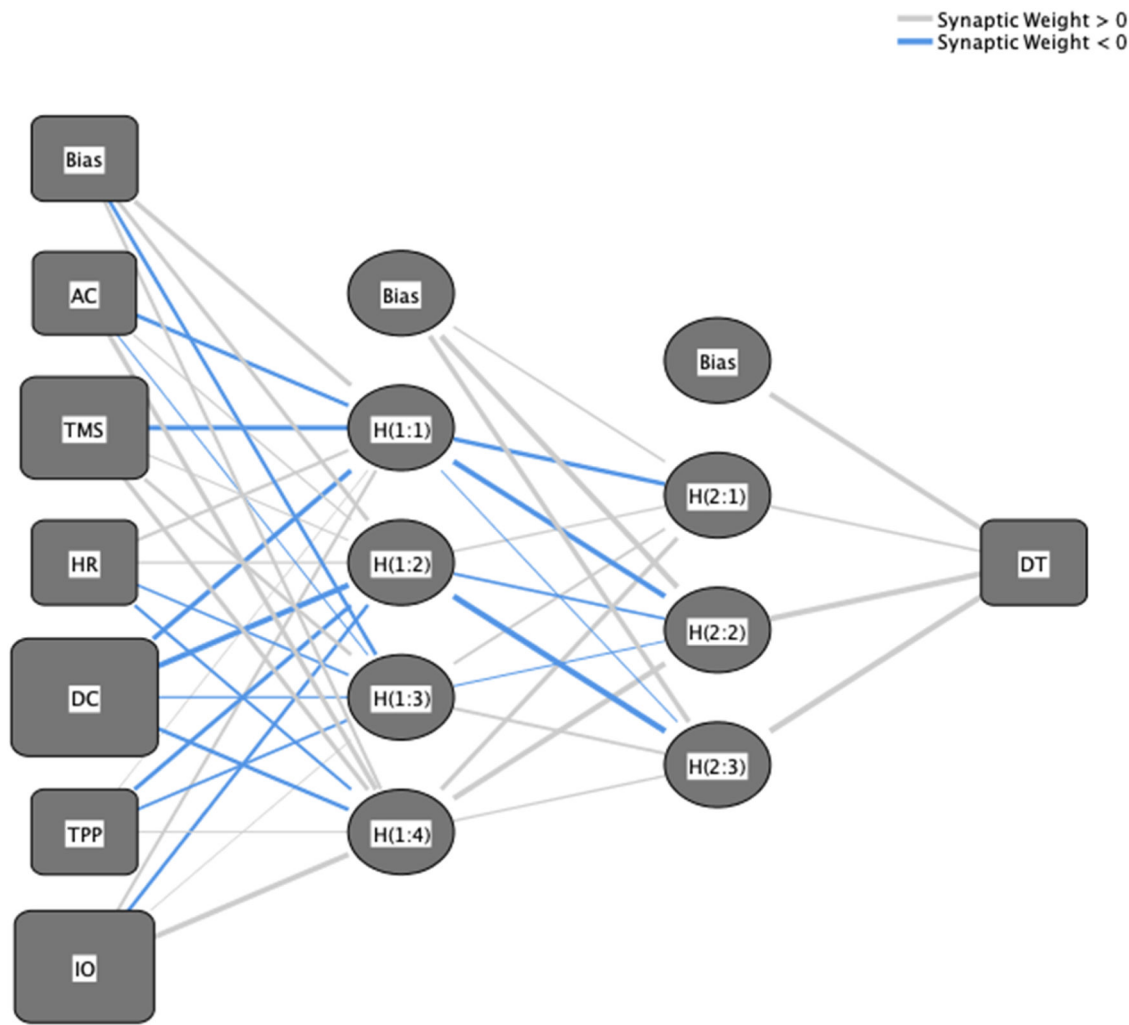 Synaptic Weight > 0
Synaptic Weight < 0
Bias
AC
TMS
HR
DC
TPP
IO
Bias
H(1:1)
H(1:2)
H(1:3)
H(1:4)
Bias
H(2:1)
H(2:2)
H(2:3)
DT